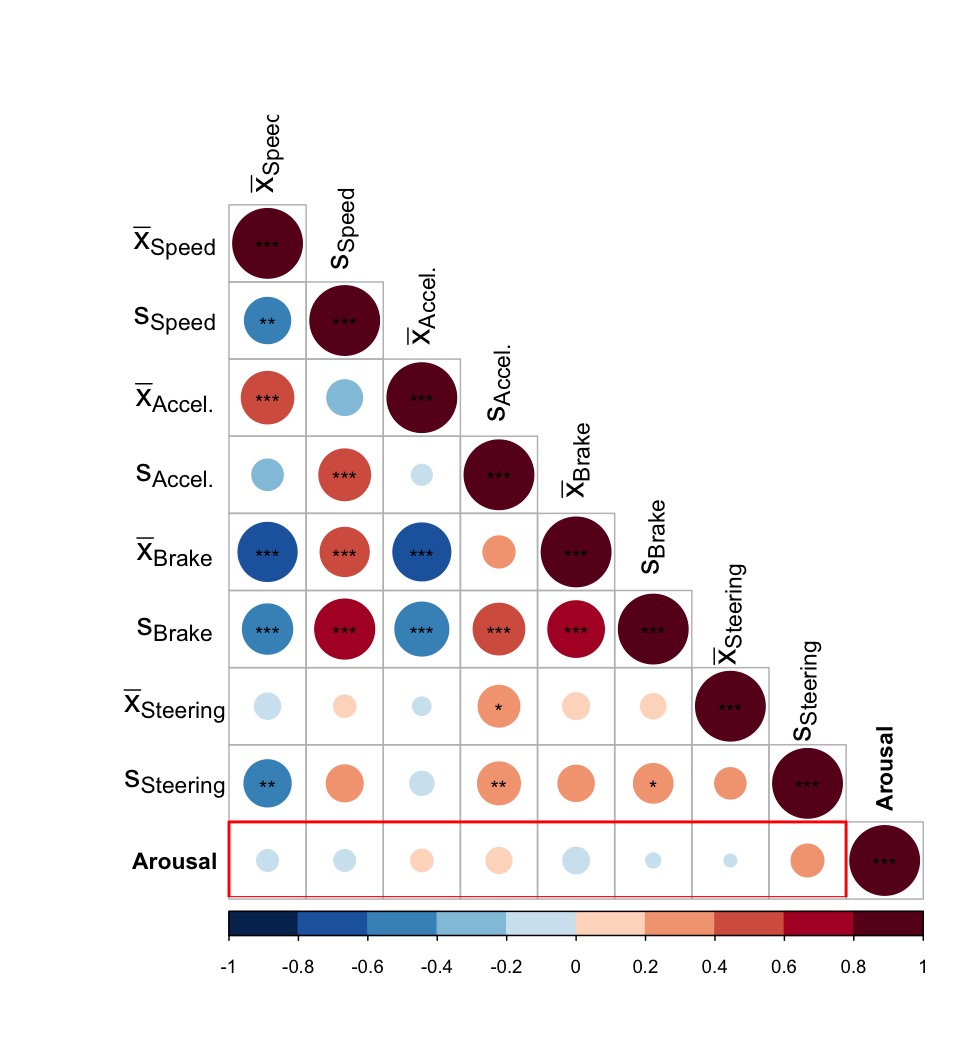 x̅Speed
sSpeed
x̅Accel.
sAccel.
x̅Brake
sBrake
x̅Steering
sSteering
Arousal
x̅Speed ***
sSpeed ** ***
x̅Accel. *** ***
sAccel. *** ***
x̅Brake *** *** *** ***
sBrake *** *** *** *** *** ***
x̅Steering * ***
sSteering ** ** * ***
Arousal ***
-1 -0.8 -0.6 -0.4 -0.2 0 0.2 0.4 0.6 0.8 1